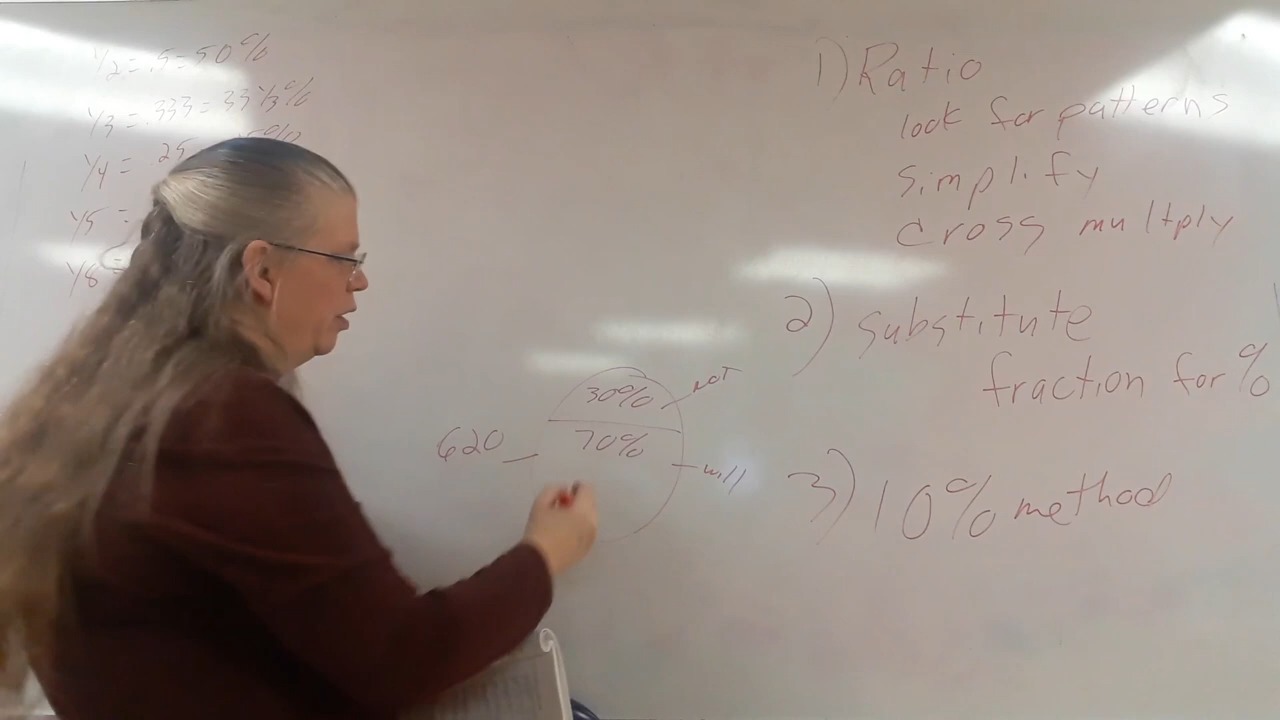 1/2 = .5 = 50%
1/3 = .333 = 33 1/3%
1/4 = .25
1/5 =
1/8 =
1) Ratio
look for patterns
simplify
cross multply
2) substitute
fraction for %
3) 10% method
30%
not
70%
620
will